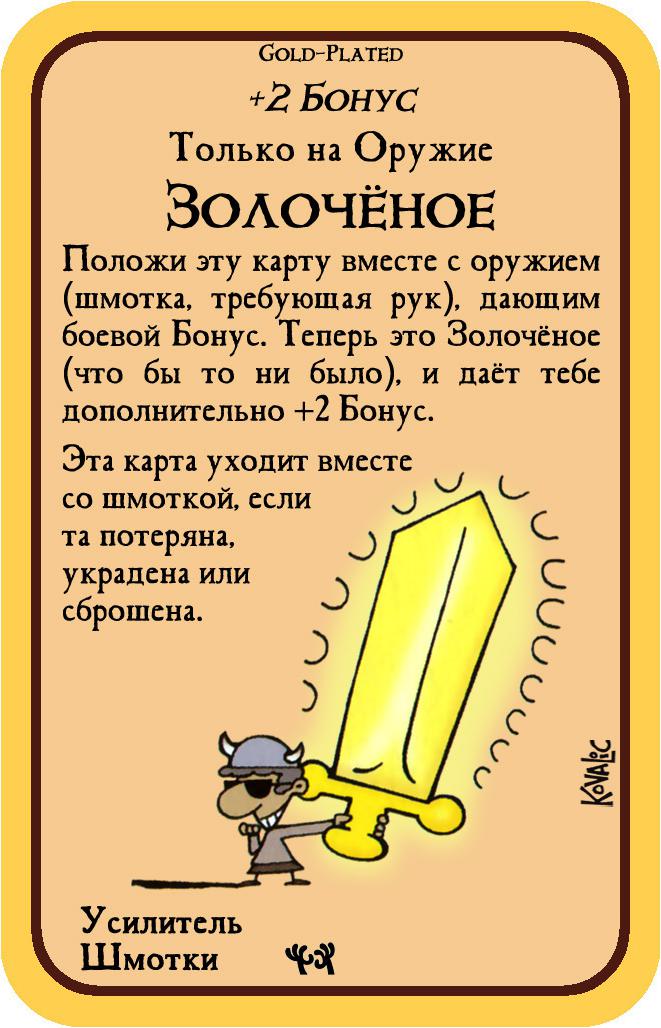 Gold-Plated
+2 Бонус
Только на Оружие
Золочёное
Положи эту карту вместе с оружием
(шмотка, требующая рук), дающим
боевой Бонус. Теперь это Золочёное
(что бы то ни было), и даёт тебе
дополнительно +2 Бонус.
Эта карта уходит вместе
со шмоткой, если
та потеряна,
украдена или
сброшена.
Kovalic
Усилитель
Шмотки